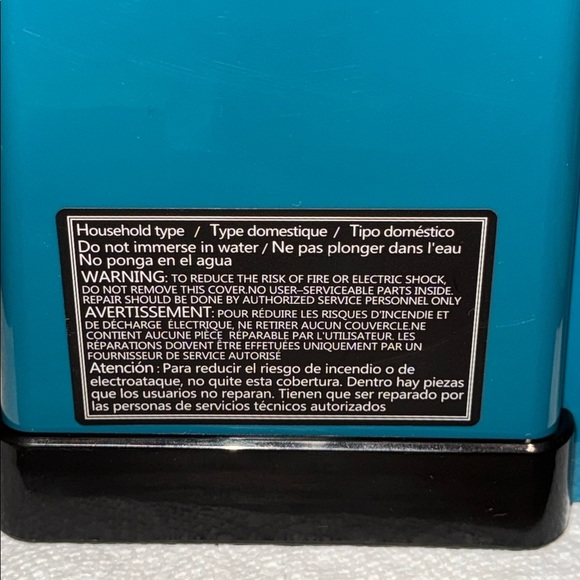 Household type / Type domestique / Tipo doméstico
Do not immerse in water / Ne pas plonger dans l'eau
No ponga en el agua
WARNING: TO REDUCE THE RISK OF FIRE OR ELECTRIC SHOCK,
DO NOT REMOVE THIS COVER.NO USER–SERVICEABLE PARTS INSIDE.
REPAIR SHOULD BE DONE BY AUTHORIZED SERVICE PERSONNEL ONLY
AVERTISSEMENT: POUR RÉDUIRE LES RISQUES D'INCENDIE ET
DE DÉCHARGE ÉLECTRIQUE, NE RETIRER AUCUN COUVERCLE.NE
CONTIENT AUCUNE PIÈCE RÉPARABLE PAR L'UTILISATEUR. LES
RÉPARATIONS DOIVENT ÊTRE EFFETUÉES UNIQUEMENT PAR UN
FOURNISSEUR DE SERVICE AUTORISÉ
Atención : Para reducir el riesgo de incendio o de
electroataque, no quite esta cobertura. Dentro hay piezas
que los usuarios no reparan. Tienen que ser reparado por
las personas de servicios técnicos autorizados